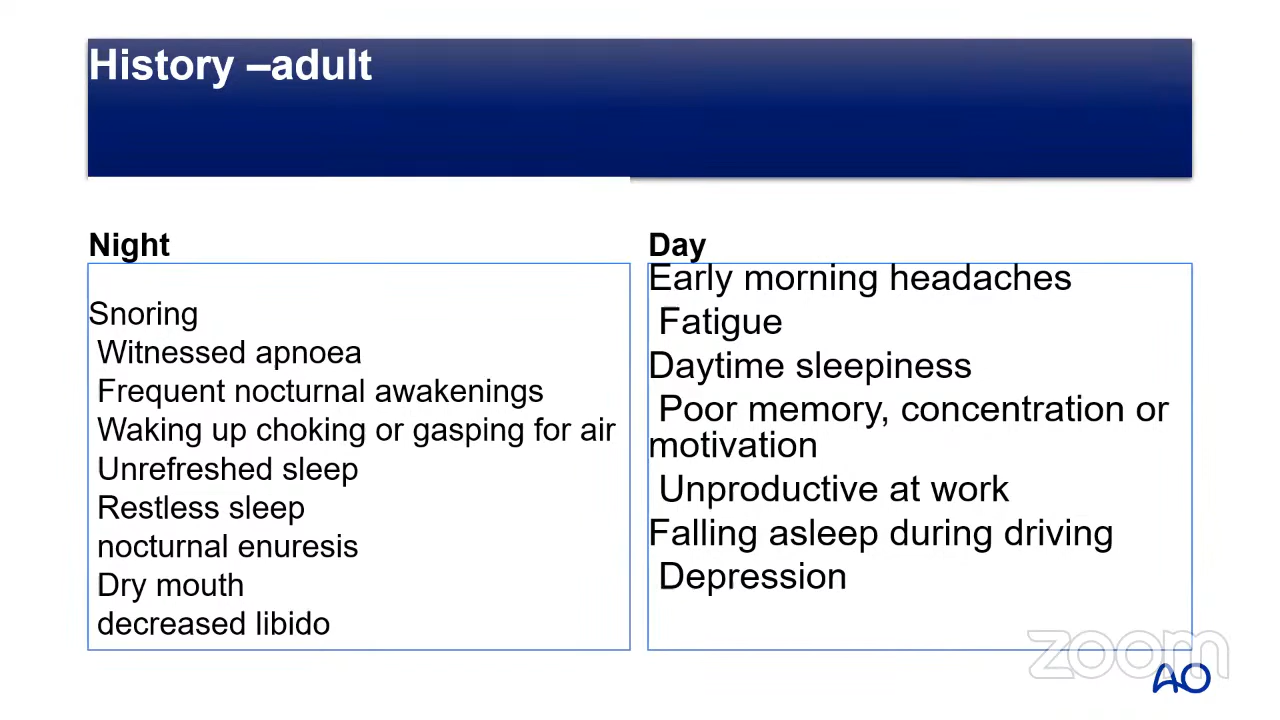 History –adult
Night
Snoring
Witnessed apnoea
Frequent nocturnal awakenings
Waking up choking or gasping for air
Unrefreshed sleep
Restless sleep
nocturnal enuresis
Dry mouth
decreased libido
Day
Early morning headaches
Fatigue
Daytime sleepiness
Poor memory, concentration or
motivation
Unproductive at work
Falling asleep during driving
Depression
zoom
AO